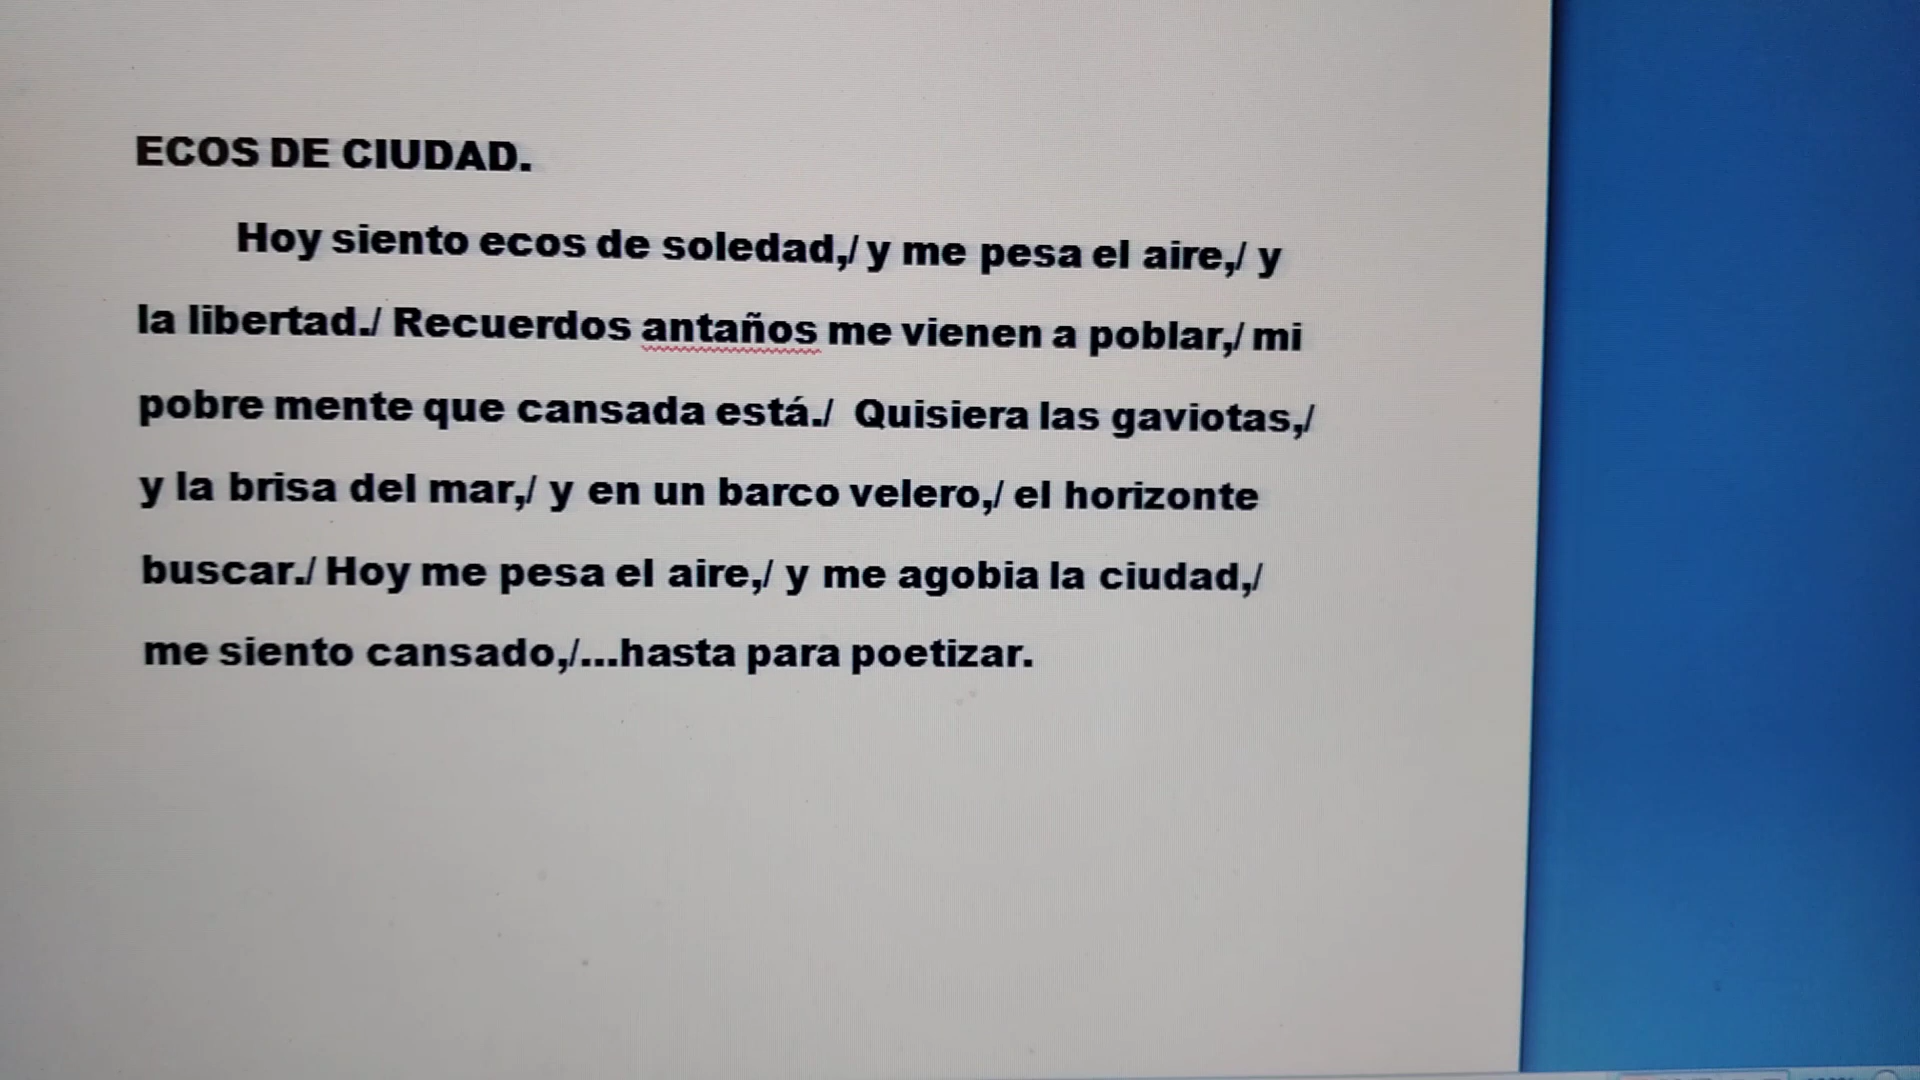 ECOS DE CIUDAD.
Hoy siento ecos de soledad,/ y me pesa el aire,/ y
la libertad./ Recuerdos antaños me vienen a poblar,/ mi
pobre mente que cansada está./ Quisiera las gaviotas,/
y la brisa del mar,/ y en un barco velero,/ el horizonte
buscar./ Hoy me pesa el aire,/ y me agobia la ciudad,/
me siento cansado,/...hasta para poetizar.